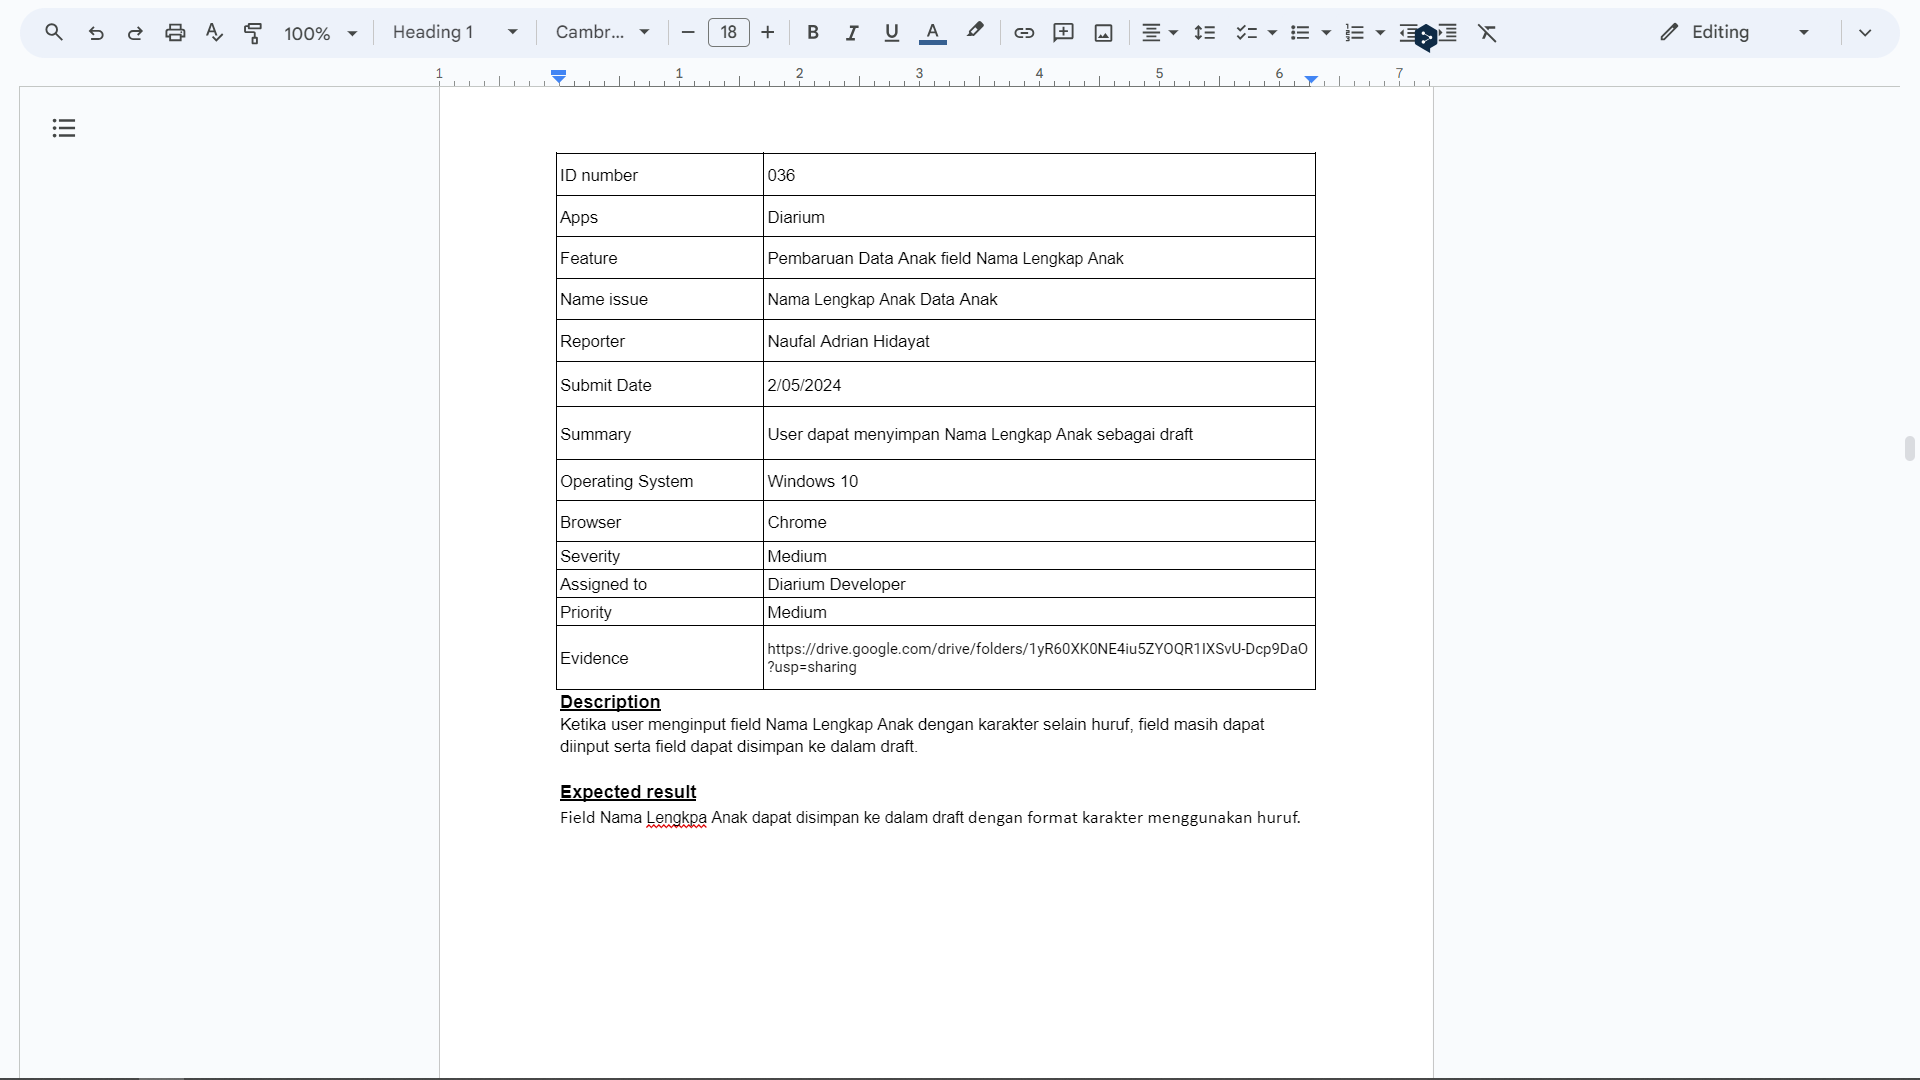 100% Heading 1 Cambr... 18 B I U A Editing
1 1 2 3 4 5 6 7
ID number 036
Apps Diarium
Feature Pembaruan Data Anak field Nama Lengkap Anak
Name issue Nama Lengkap Anak Data Anak
Reporter Naufal Adrian Hidayat
Submit Date 2/05/2024
Summary User dapat menyimpan Nama Lengkap Anak sebagai draft
Operating System Windows 10
Browser Chrome
Severity Medium
Assigned to Diarium Developer
Priority Medium
Evidence https://drive.google.com/drive/folders/1yR60XK0NE4iu5ZYOQR1IXSvU-Dcp9DaO
?usp=sharing
Description
Ketika user menginput field Nama Lengkap Anak dengan karakter selain huruf, field masih dapat
diinput serta field dapat disimpan ke dalam draft.
Expected result
Field Nama Lengkpa Anak dapat disimpan ke dalam draft dengan format karakter menggunakan huruf.